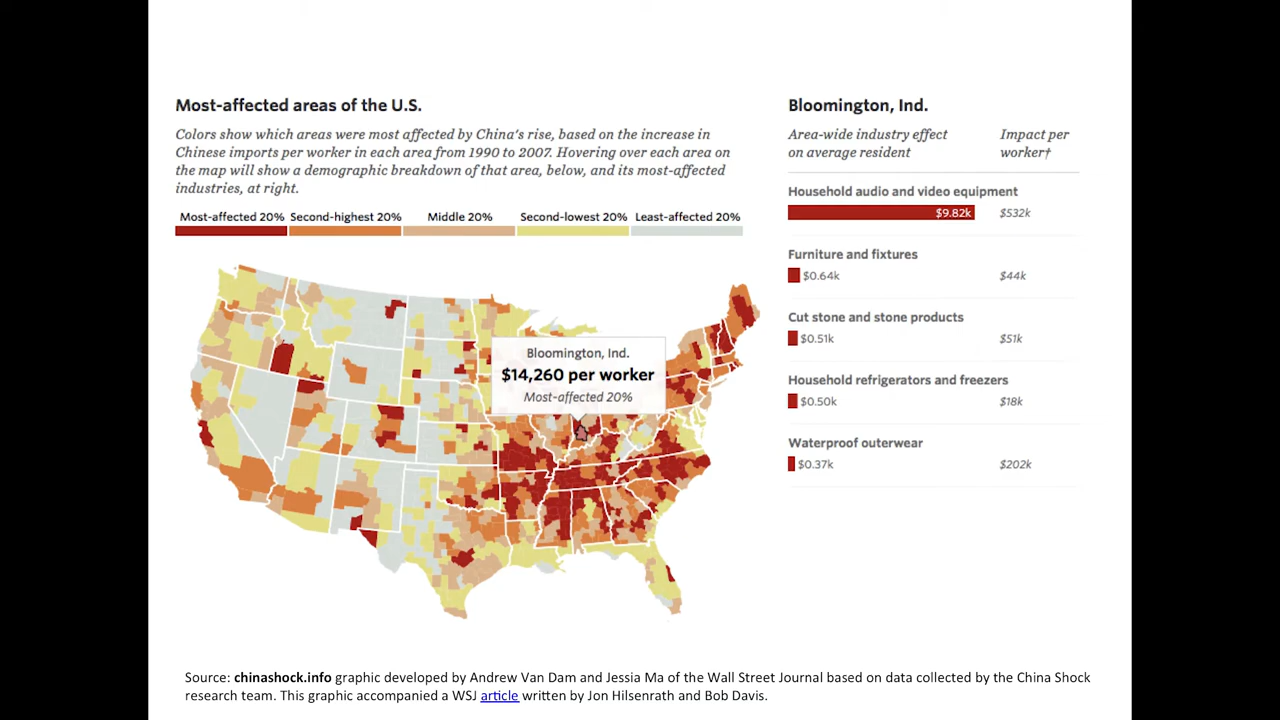 Most-affected areas of the U.S.
Colors show which areas were most affected by China's rise, based on the increase in
Chinese imports per worker in each area from 1990 to 2007. Hovering over each area on
the map will show a demographic breakdown of that area, below, and its most-affected
industries, at right.
Most-affected 20% Second-highest 20% Middle 20% Second-lowest 20% Least-affected 20%
Bloomington, Ind.
$14,260 per worker
Most-affected 20%
Bloomington, Ind.
Area-wide industry effect
on average resident
Impact per
worker†
Household audio and video equipment
$9.82k $532k
Furniture and fixtures
$0.64k $44k
Cut stone and stone products
$0.51k $51k
Household refrigerators and freezers
$0.50k $18k
Waterproof outerwear
$0.37k $202k
Source: chinashock.info graphic developed by Andrew Van Dam and Jessia Ma of the Wall Street Journal based on data collected by the China Shock
research team. This graphic accompanied a WSJ article written by Jon Hilsenrath and Bob Davis.